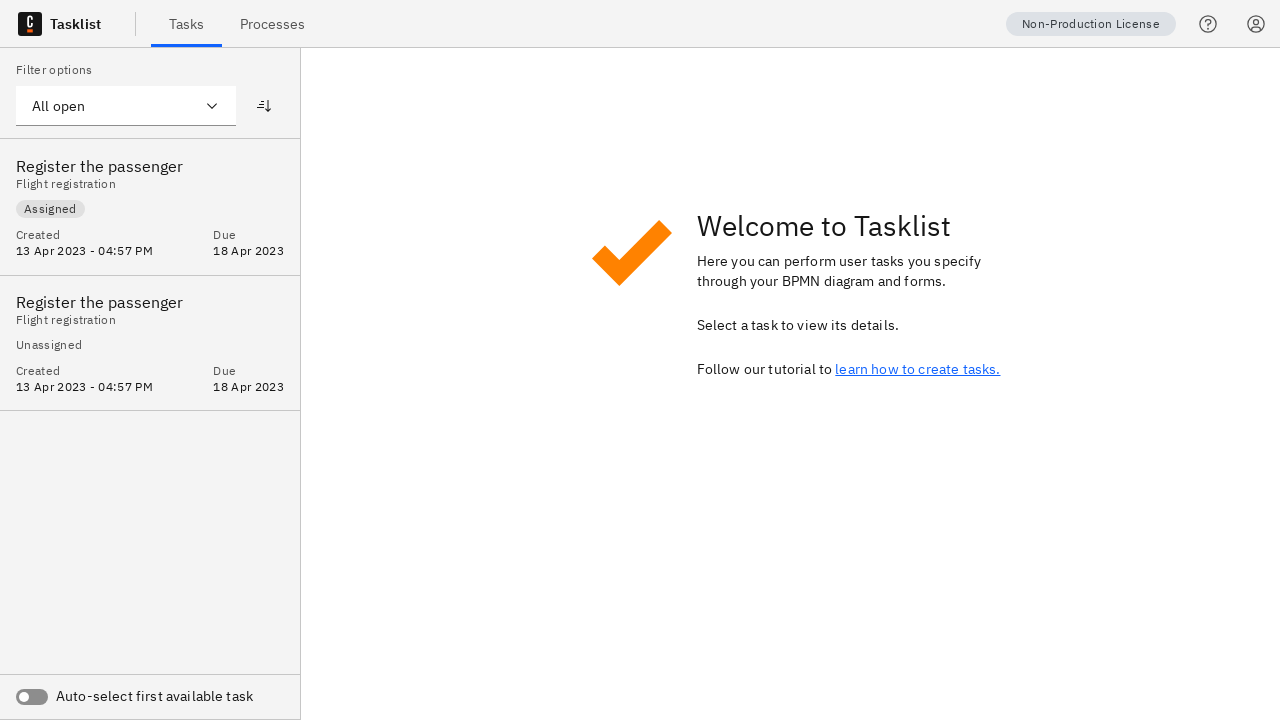 Tasklist
Tasks
Processes
Non-Production License
Filter options
All open
Register the passenger
Flight registration
Assigned
Created
Due
13 Apr 2023 - 04:57 PM
18 Apr 2023
Register the passenger
Flight registration
Unassigned
Created
Due
13 Apr 2023 - 04:57 PM
18 Apr 2023
Auto-select first available task
Welcome to Tasklist
Here you can perform user tasks you specify
through your BPMN diagram and forms.
Select a task to view its details.
Follow our tutorial to learn how to create tasks.